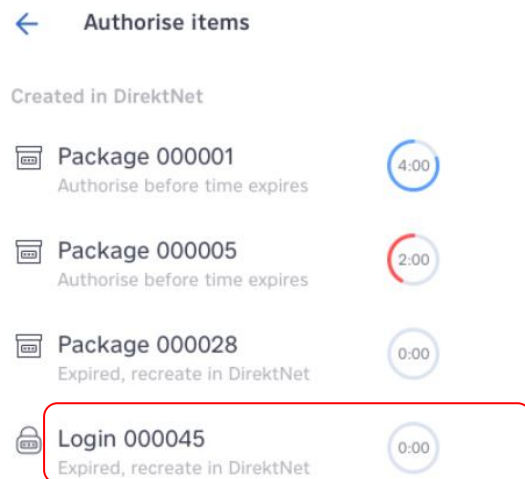 Authorise items
Created in DirektNet
Package 000001
4:00
Authorise before time expires
Package 000005
2:00
Authorise before time expires
Package 000028
0:00
Expired, recreate in DirektNet
Login 000045
0:00
Expired, recreate in DirektNet